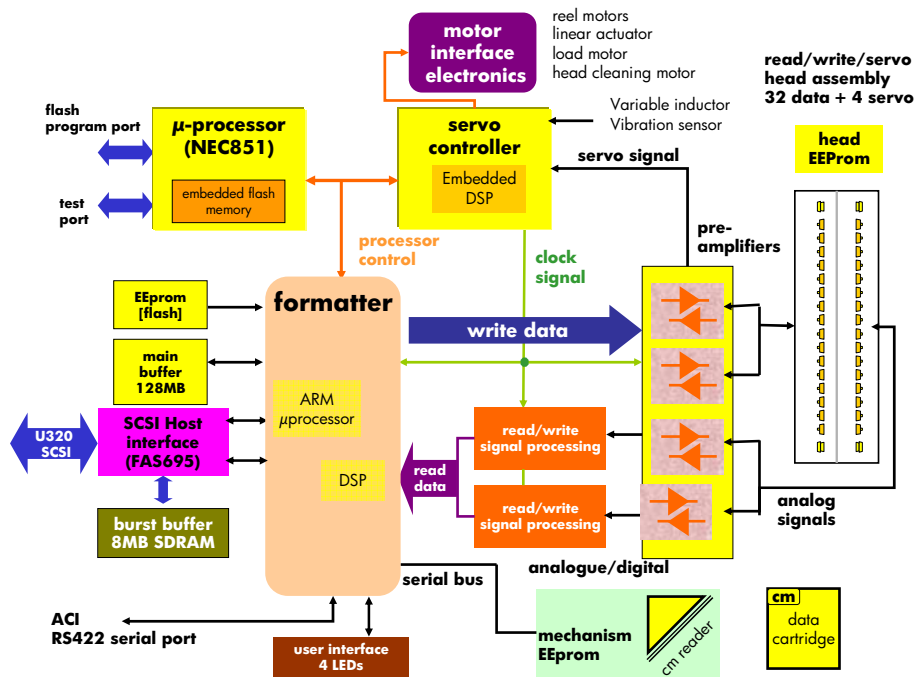 motor
interface
electronics
reel motors
linear actuator
load motor
head cleaning motor
read/write/servo
head assembly
32 data + 4 servo
flash
program port
µ-processor
(NEC851)
embedded flash
memory
test
port
servo
controller
Embedded
DSP
Variable inductor
Vibration sensor
servo signal
head
EEProm
pre-
amplifiers
processor
control
clock
signal
EEprom
[flash]
formatter
write data
main
buffer
128MB
ARM
µprocessor
U320
SCSI
SCSI Host
interface
(FAS695)
read/write
signal processing
DSP
read
data
read/write
signal processing
analog
signals
burst buffer
8MB SDRAM
analogue/digital
serial bus
ACI
RS422 serial port
user interface
4 LEDs
mechanism
EEprom
cm reader
cm
data
cartridge